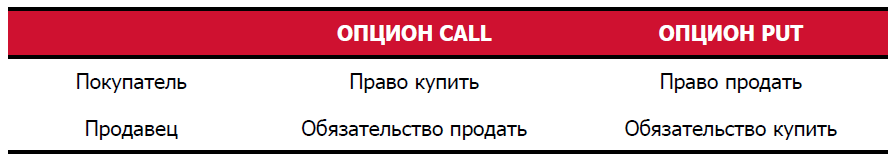 ОПЦИОН CALL ОПЦИОН PUT
Покупатель Право купить Право продать
Продавец Обязательство продать Обязательство купить